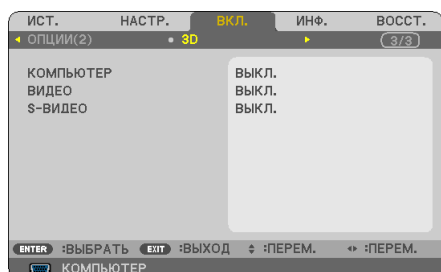 ИСТ. НАСТР. ВКЛ. ИНФ. ВОССТ.
ОПЦИИ(2) 3D 3/3
КОМПЬЮТЕР ВЫКЛ.
ВИДЕО ВЫКЛ.
S-ВИДЕО ВЫКЛ.
ENTER :ВЫБРАТЬ EXIT :ВЫХОД :ПЕРЕМ. :ПЕРЕМ.
КОМПЬЮТЕР